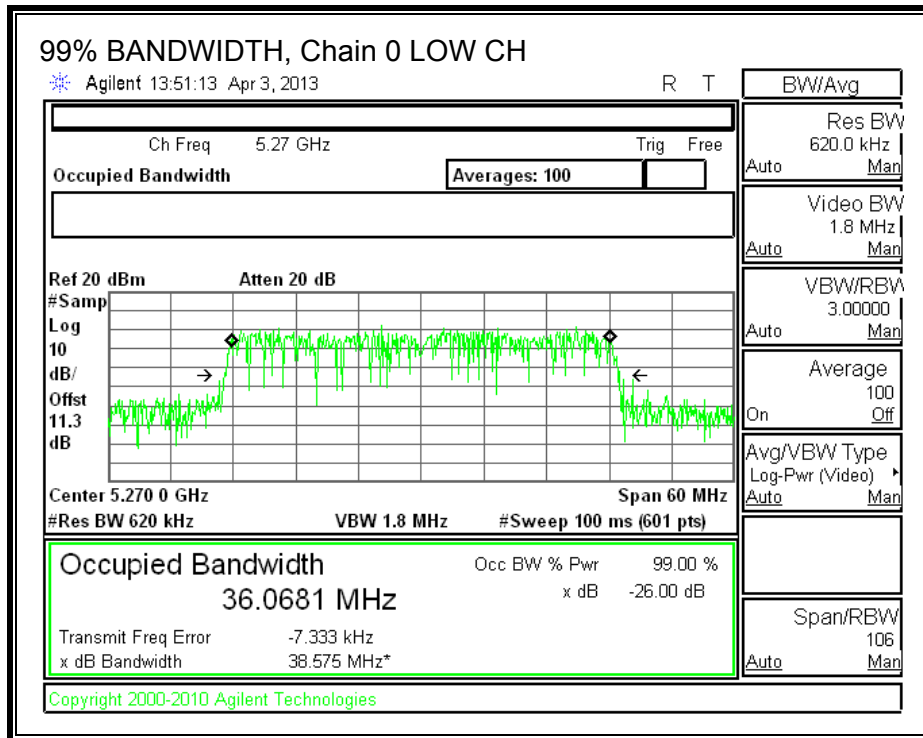 99% BANDWIDTH, Chain 0 LOW CH
Agilent 13:51:13 Apr 3, 2013 R T
BW/Avg
Ch Freq 5.27 GHz Trig Free
Occupied Bandwidth Averages: 100
Res BW
620.0 kHz
Auto Man
Video BW
1.8 MHz
Auto Man
VBW/RBW
3.00000
Auto Man
Average
100
On Off
Avg/VBW Type
Log-Pwr (Video)
Auto Man
Span/RBW
106
Auto Man
Ref 20 dBm Atten 20 dB
#Samp
Log
10
dB/
Offst
11.3
dB
Center 5.270 0 GHz Span 60 MHz
#Res BW 620 kHz VBW 1.8 MHz #Sweep 100 ms (601 pts)
Occupied Bandwidth Occ BW % Pwr 99.00 %
36.0681 MHz x dB -26.00 dB
Transmit Freq Error -7.333 kHz
x dB Bandwidth 38.575 MHz*
Copyright 2000-2010 Agilent Technologies